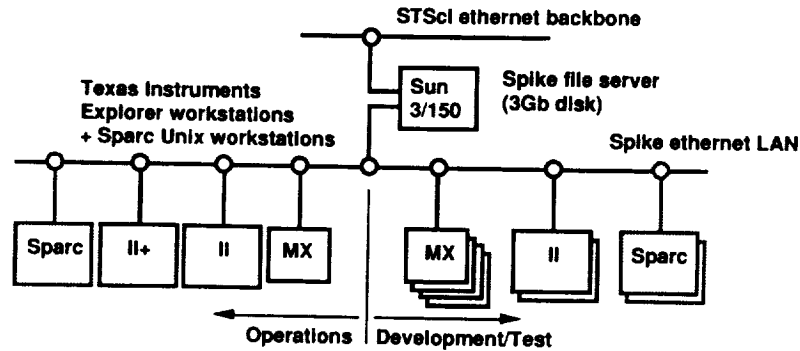 STScI ethernet backbone
Texas Instruments
Explorer workstations
+ Sparc Unix workstations
Sun
3/150
Spike file server
(3Gb disk)
Spike ethernet LAN
Sparc
II+
II
MX
MX
II
Sparc
Operations
Development/Test